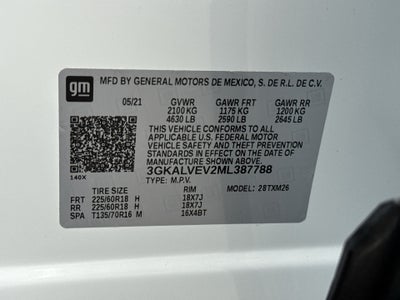 gm
MFD BY GENERAL MOTORS DE MEXICO, S. DE R.L. DE C.V.
05/21 GVWR GAWR FRT GAWR RR
2100 KG 1175 KG 1200 KG
4630 LB 2590 LB 2645 LB
THIS VEHICLE CONFORMS TO ALL
APPLICABLE U.S. FEDERAL MOTOR
VEHICLE SAFETY, BUMPER, AND
THEFT PREVENTION STANDARDS IN
EFFECT ON THE DATE OF
MANUFACTURE SHOWN ABOVE.
3GKALVEV2ML387788
140X TYPE: M.P.V. MODEL: 28TXM26
TIRE SIZE RIM
FRT 225/60R18 H 18X7J
RR 225/60R18 H 18X7J
SPA T135/70R16 M 16X4BT